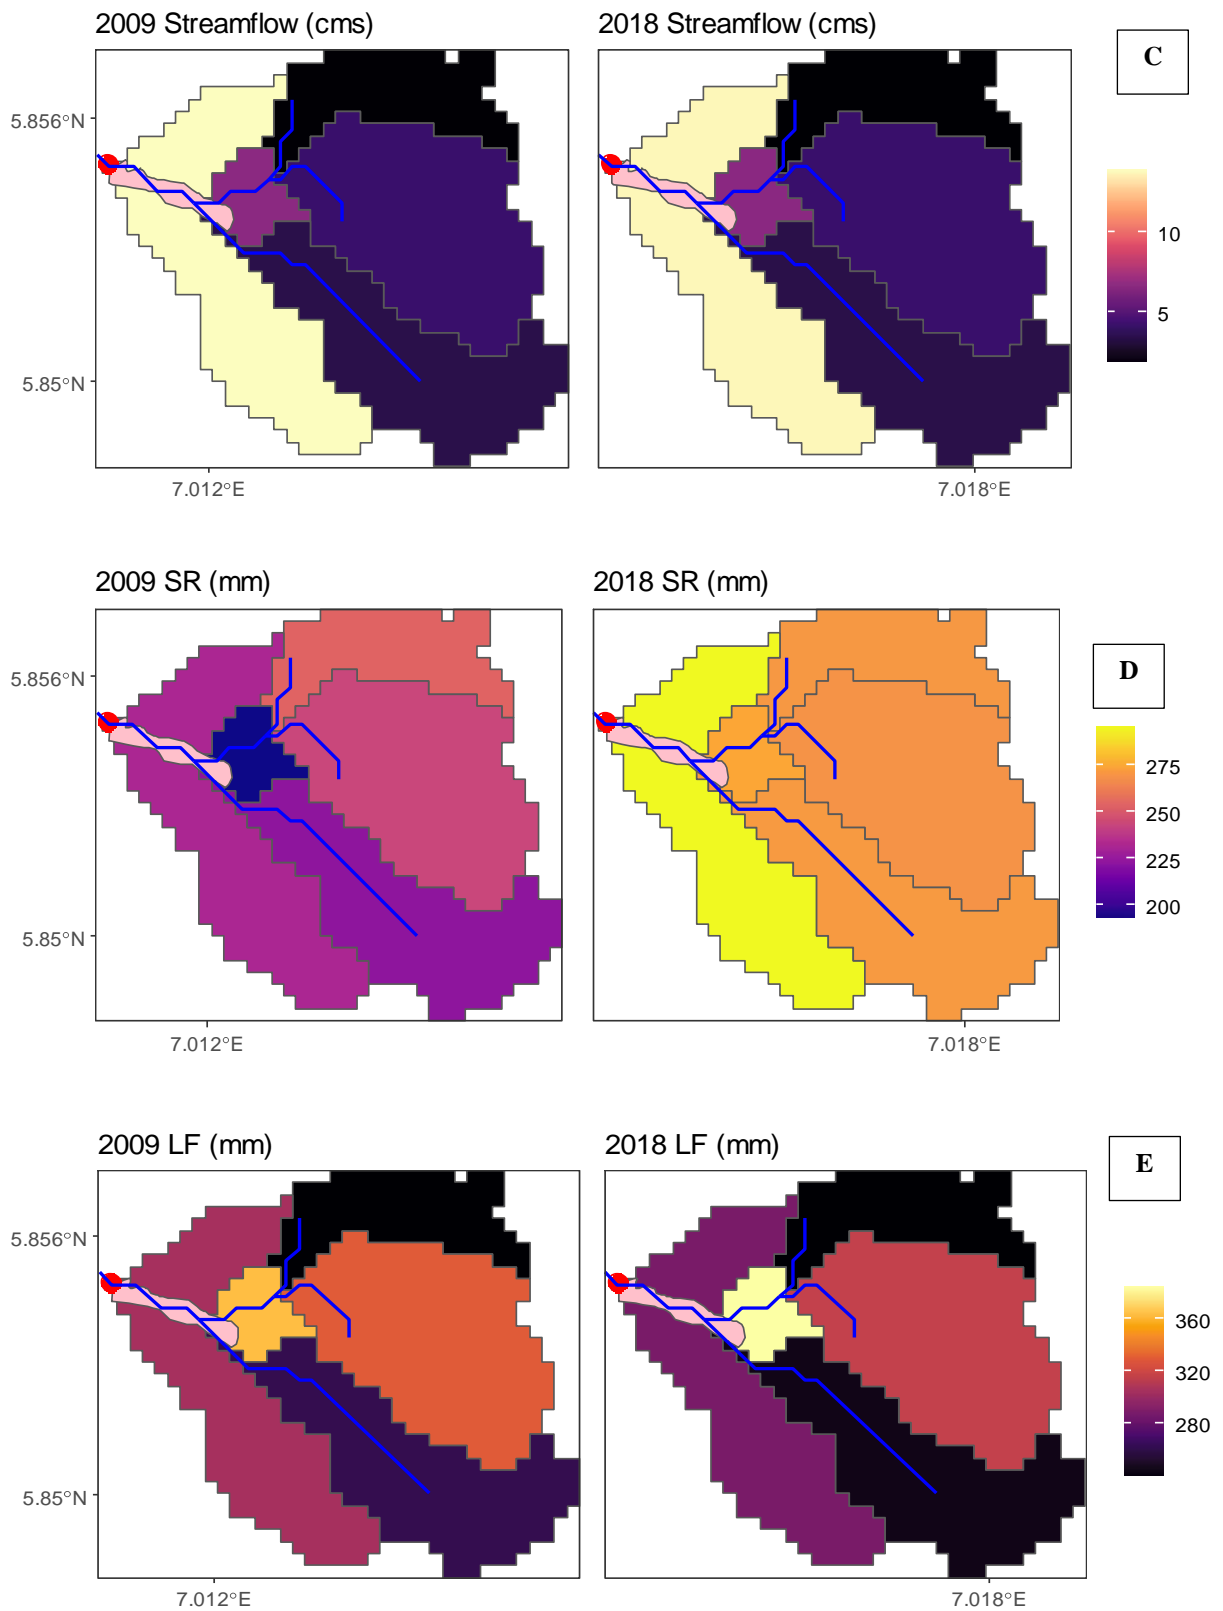 2009 Streamflow (cms)
2018 Streamflow (cms)
C
5.856°N
5.85°N
10
5
7.012°E
7.018°E
2009 SR (mm)
2018 SR (mm)
D
5.856°N
5.85°N
275
250
225
200
7.012°E
7.018°E
2009 LF (mm)
2018 LF (mm)
E
5.856°N
5.85°N
360
320
280
7.012°E
7.018°E